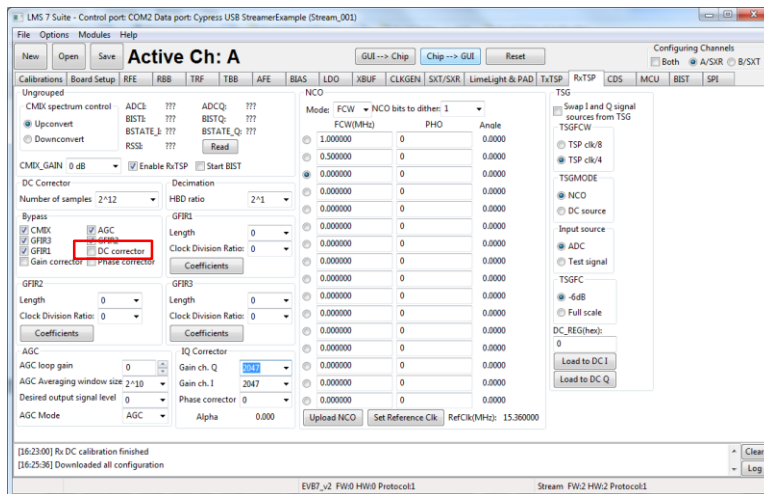 LMS 7 Suite - Control port: COM2 Data port: Cypress USB StreamerExample (Stream_001)
File Options Modules Help
New Open Save Active Ch: A GUI --> Chip Chip --> GUI Reset Configuring Channels Both A/SXR B/SXT
Calibrations Board Setup RFE RBB TRF TBB AFE BIAS LDO XBUF CLKGEN SXT/SXR LimeLight & PAD TxTSP RxTSP CDS MCU BIST SPI
Ungrouped
CMIX spectrum control
Upconvert
Downconvert
ADCI: ??? ADCQ: ???
BISTI: ??? BISTQ: ???
BSTATE_I: ??? BSTATE_Q: ???
RSSI: ??? Read
CMIX_GAIN 0 dB Enable RxTSP Start BIST
DC Corrector
Number of samples 2^12
Decimation
HBD ratio 2^1
Bypass
CMIX AGC
GFIR3 GFIR2
GFIR1 DC corrector
Gain corrector Phase corrector
GFIR1
Length 0
Clock Division Ratio: 0
Coefficients
GFIR2
Length 0
Clock Division Ratio: 0
Coefficients
GFIR3
Length 0
Clock Division Ratio: 0
Coefficients
AGC
AGC loop gain 0
AGC Averaging window size 2^10
Desired output signal level 0
AGC Mode AGC
IQ Corrector
Gain ch. Q 2047
Gain ch. I 2047
Phase corrector 0
Alpha 0.000
NCO
Mode: FCW NCO bits to dither: 1
FCW(MHz) PHO Angle
1.000000 0 0.0000
0.500000 0 0.0000
0.000000 0 0.0000
0.000000 0 0.0000
0.000000 0 0.0000
0.000000 0 0.0000
0.000000 0 0.0000
0.000000 0 0.0000
0.000000 0 0.0000
0.000000 0 0.0000
0.000000 0 0.0000
0.000000 0 0.0000
0.000000 0 0.0000
0.000000 0 0.0000
0.000000 0 0.0000
0.000000 0 0.0000
Upload NCO Set Reference Clk RefClk(MHz): 15.360000
TSG
Swap I and Q signal
sources from TSG
TSGFCW
TSP clk/8
TSP clk/4
TSGMODE
NCO
DC source
Input source
ADC
Test signal
TSGFC
-6dB
Full scale
DC_REG(hex):
0
Load to DC I
Load to DC Q
[16:23:00] Rx DC calibration finished
[16:25:36] Downloaded all configuration
Clear
Log
EVB7_v2 FW:0 HW:0 Protocol:1 Stream FW:2 HW:2 Protocol:1